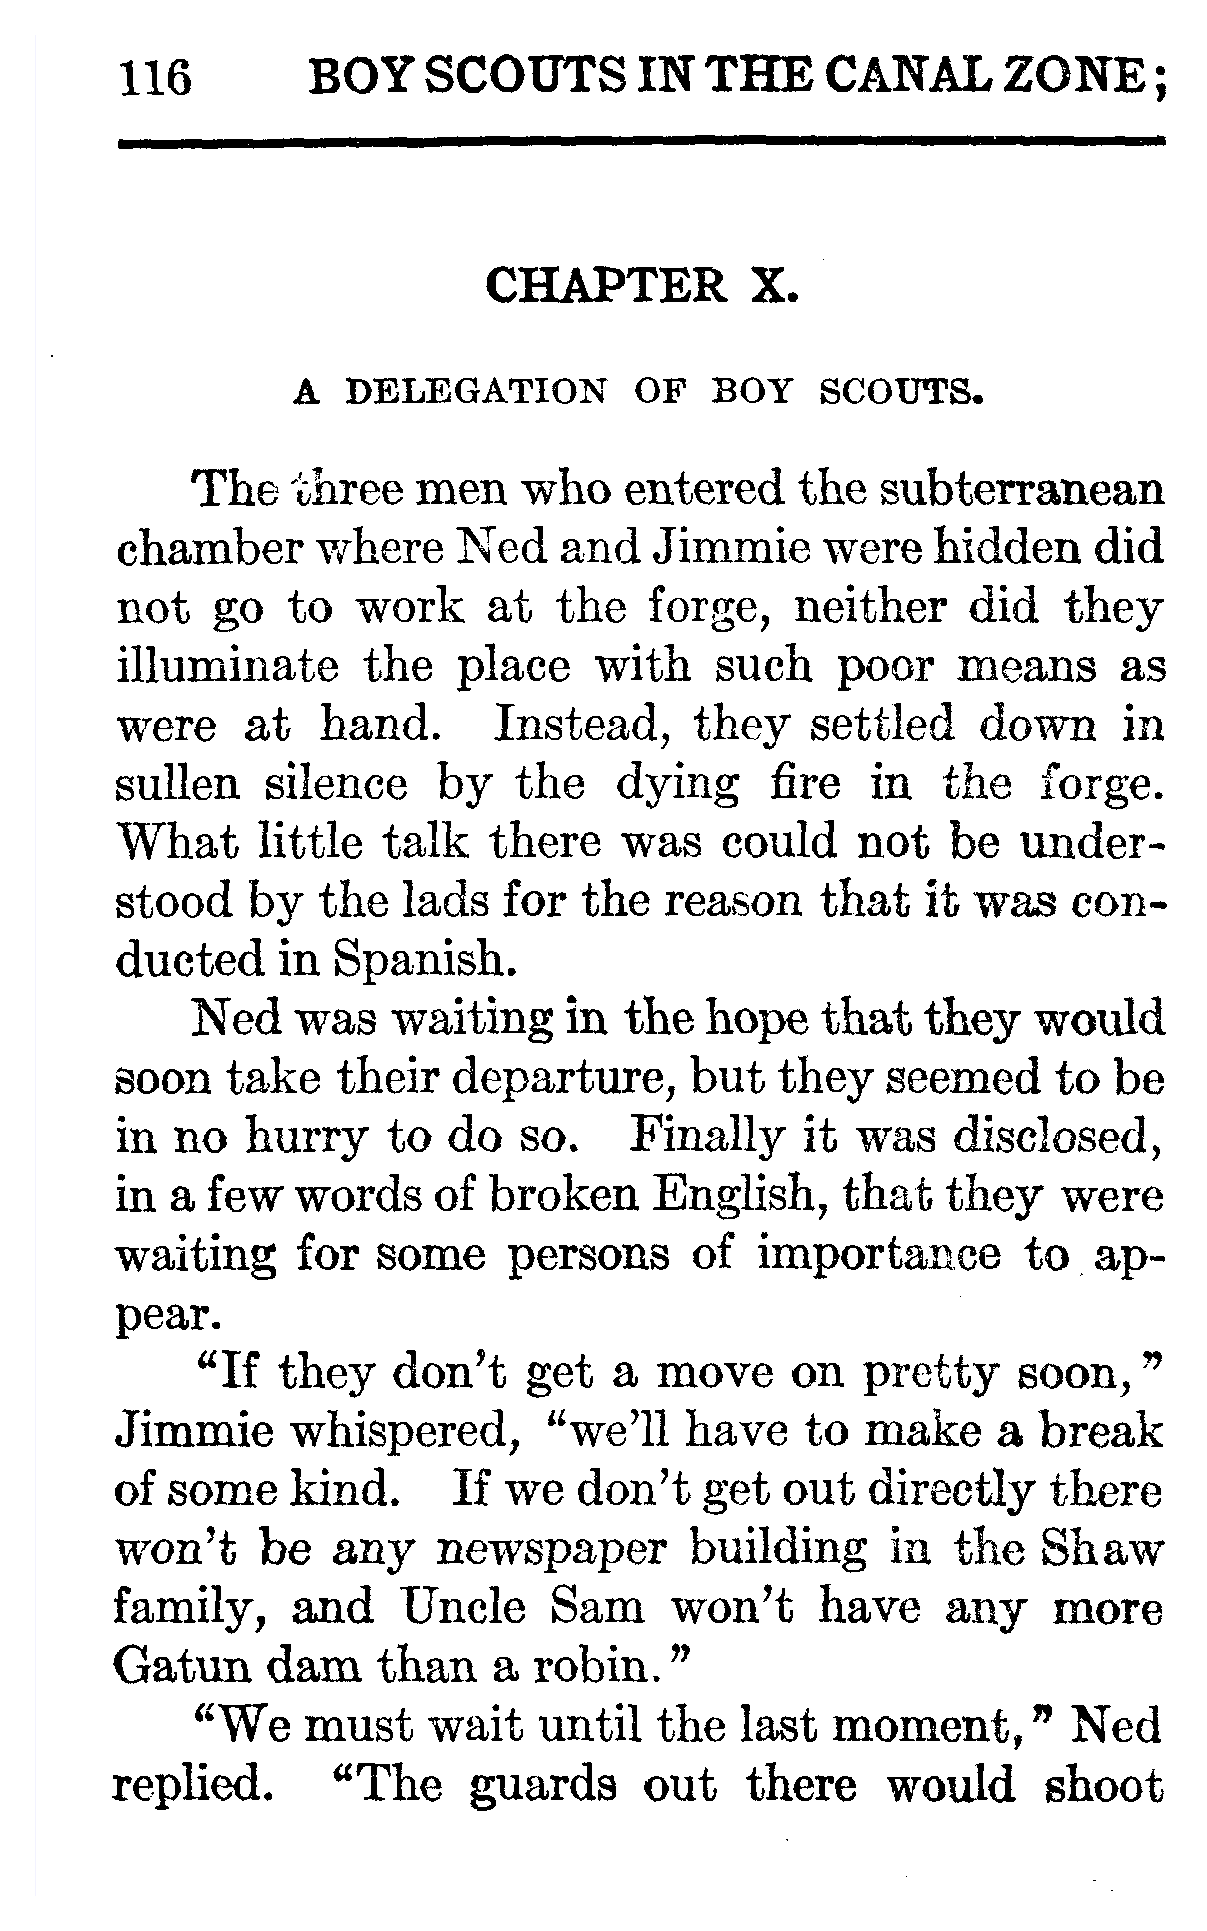 116 BOY SCOUTS IN THE CANAL ZONE;
CHAPTER X.
A DELEGATION OF BOY SCOUTS.
The three men who entered the subterranean
chamber where Ned and Jimmie were hidden did
not go to work at the forge, neither did they
illuminate the place with such poor means as
were at hand. Instead, they settled down in
sullen silence by the dying fire in the forge.
What little talk there was could not be under-
stood by the lads for the reason that it was con-
ducted in Spanish.
Ned was waiting in the hope that they would
soon take their departure, but they seemed to be
in no hurry to do so. Finally it was disclosed,
in a few words of broken English, that they were
waiting for some persons of importance to ap-
pear.
“If they don’t get a move on pretty soon,”
Jimmie whispered, “we’ll have to make a break
of some kind. If we don’t get out directly there
won’t be any newspaper building in the Shaw
family, and Uncle Sam won’t have any more
Gatun dam than a robin.”
“We must wait until the last moment,” Ned
replied. “The guards out there would shoot